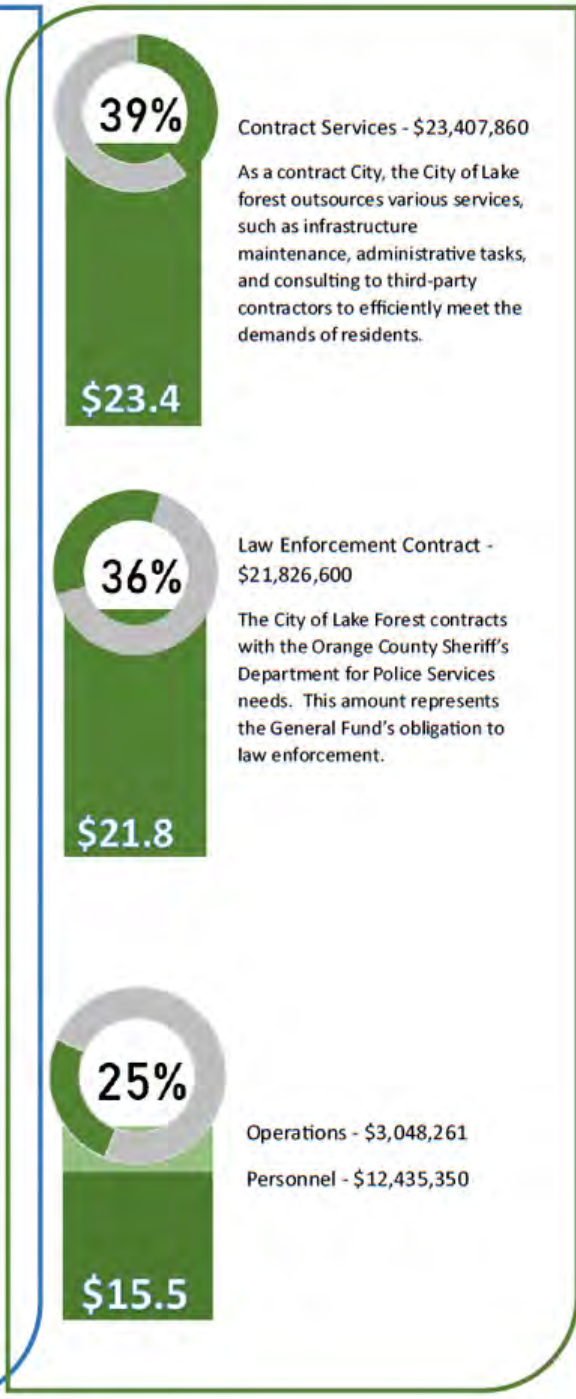 39%
Contract Services - $23,407,860
As a contract City, the City of Lake
forest outsources various services,
such as infrastructure
maintenance, administrative tasks,
and consulting to third-party
contractors to efficiently meet the
demands of residents.
$23.4
36%
Law Enforcement Contract -
$21,826,600
The City of Lake Forest contracts
with the Orange County Sheriff's
Department for Police Services
needs.  This amount represents
the General Fund's obligation to
law enforcement.
$21.8
25%
Operations - $3,048,261
Personnel - $12,435,350
$15.5